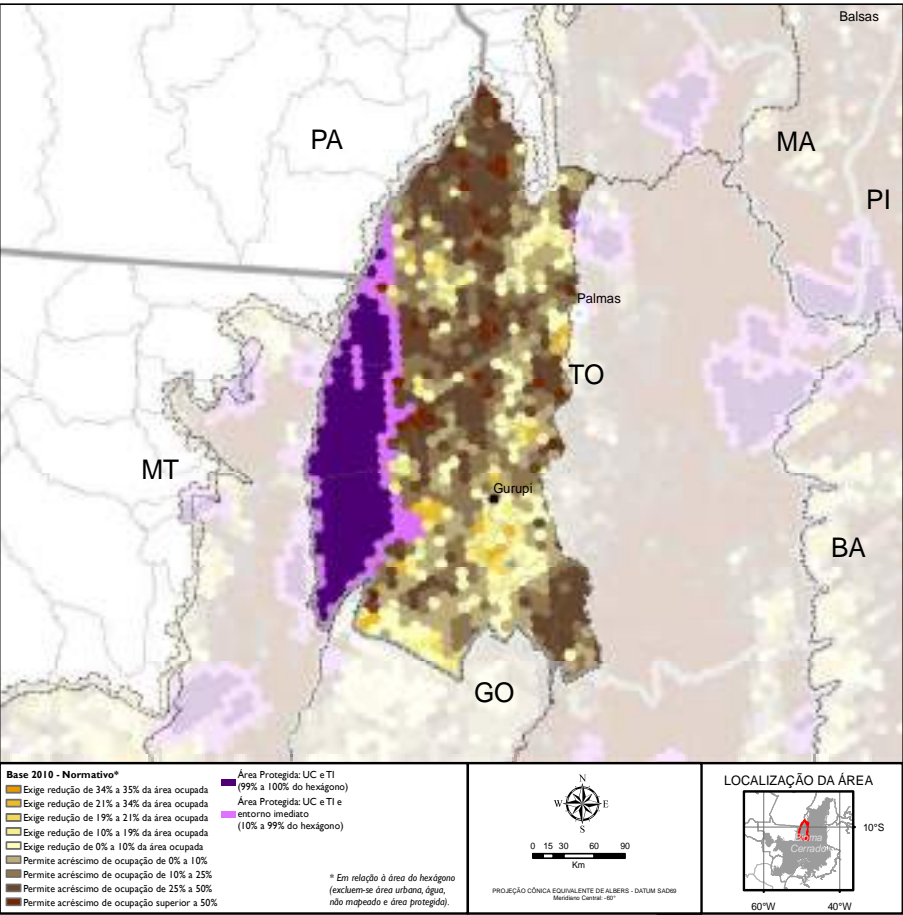 Balsas
PA
MA
PI
Palmas
TO
MT
Gurupi
BA
GO
Base 2010 - Normativo*
Exige redução de 34% a 35% da área ocupada
Exige redução de 21% a 34% da área ocupada
Exige redução de 19% a 21% da área ocupada
Exige redução de 10% a 19% da área ocupada
Exige redução de 0% a 10% da área ocupada
Permite acréscimo de ocupação de 0% a 10%
Permite acréscimo de ocupação de 10% a 25%
Permite acréscimo de ocupação de 25% a 50%
Permite acréscimo de ocupação superior a 50%
Área Protegida: UC e TI
(99% a 100% do hexágono)
Área Protegida: UC e TI e
entorno imediato
(10% a 99% do hexágono)
* Em relação à área do hexágono
(excluem-se área urbana, água,
não mapeado e área protegida).
N
W E
S
0 15 30 60 90
Km
PROJEÇÃO CÔNICA EQUIVALENTE DE ALBERS - DATUM SAD69
Meridiano Central: -60°
LOCALIZAÇÃO DA ÁREA
10°S
Bioma
Cerrado
60°W 40°W